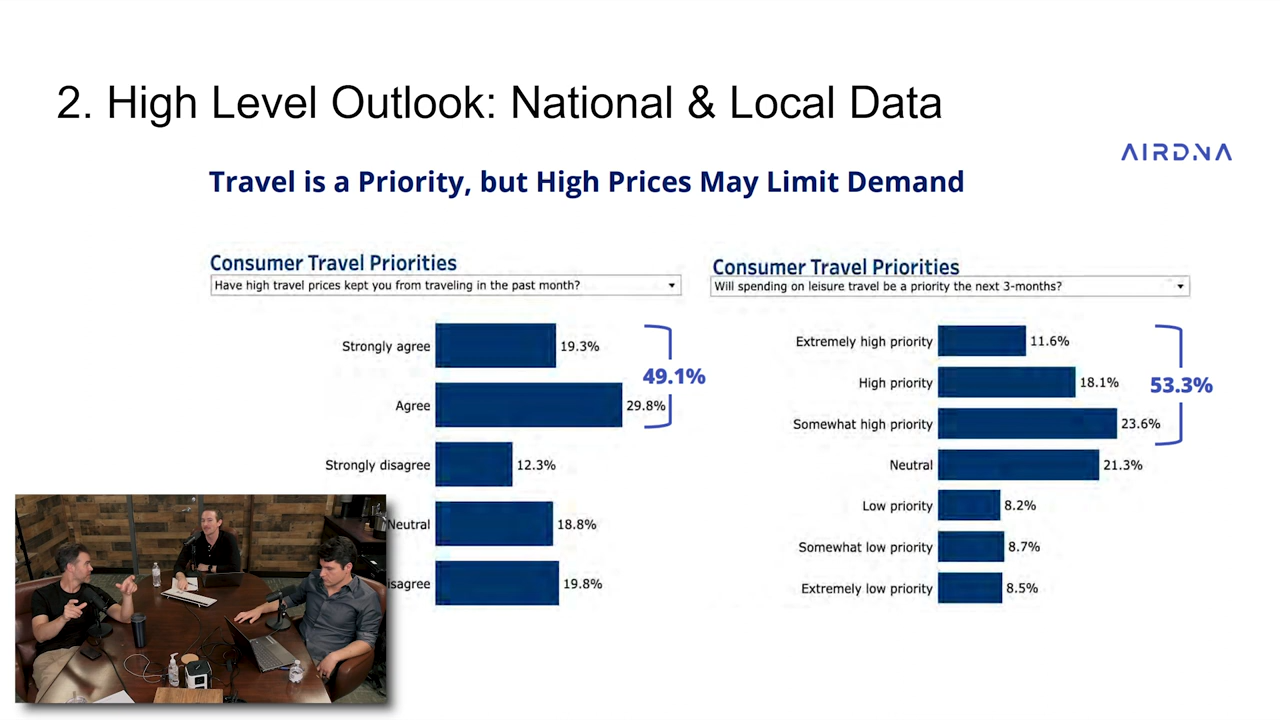 2. High Level Outlook: National & Local Data
AIRDNA
Travel is a Priority, but High Prices May Limit Demand
Consumer Travel Priorities
Have high travel prices kept you from traveling in the past month?
Strongly agree 19.3%
Agree 29.8%
49.1%
Strongly disagree 12.3%
Neutral 18.8%
isagree 19.8%
Consumer Travel Priorities
Will spending on leisure travel be a priority the next 3-months?
Extremely high priority 11.6%
High priority 18.1%
Somewhat high priority 23.6%
53.3%
Neutral 21.3%
Low priority 8.2%
Somewhat low priority 8.7%
Extremely low priority 8.5%